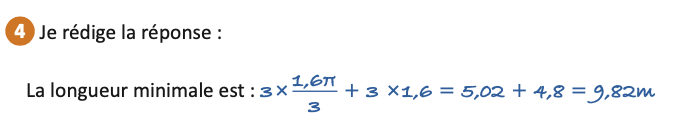 4 Je rédige la réponse :
La longueur minimale est : 3 × 1,6π/3 + 3 ×1,6 = 5,02 + 4,8 = 9,82m